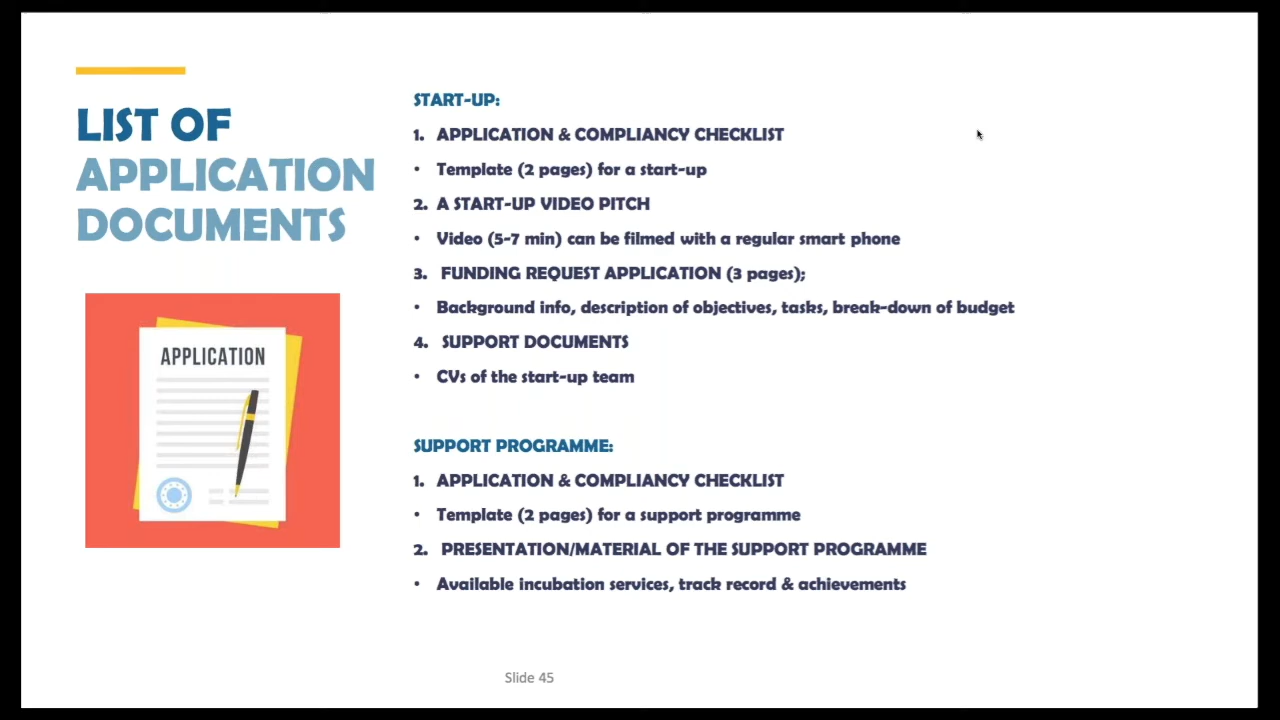 LIST OF
APPLICATION
DOCUMENTS
APPLICATION
START-UP:
1. APPLICATION & COMPLIANCY CHECKLIST
• Template (2 pages) for a start-up
2. A START-UP VIDEO PITCH
• Video (5-7 min) can be filmed with a regular smart phone
3. FUNDING REQUEST APPLICATION (3 pages);
• Background info, description of objectives, tasks, break-down of budget
4. SUPPORT DOCUMENTS
• CVs of the start-up team
SUPPORT PROGRAMME:
1. APPLICATION & COMPLIANCY CHECKLIST
• Template (2 pages) for a support programme
2. PRESENTATION/MATERIAL OF THE SUPPORT PROGRAMME
• Available incubation services, track record & achievements
Slide 45